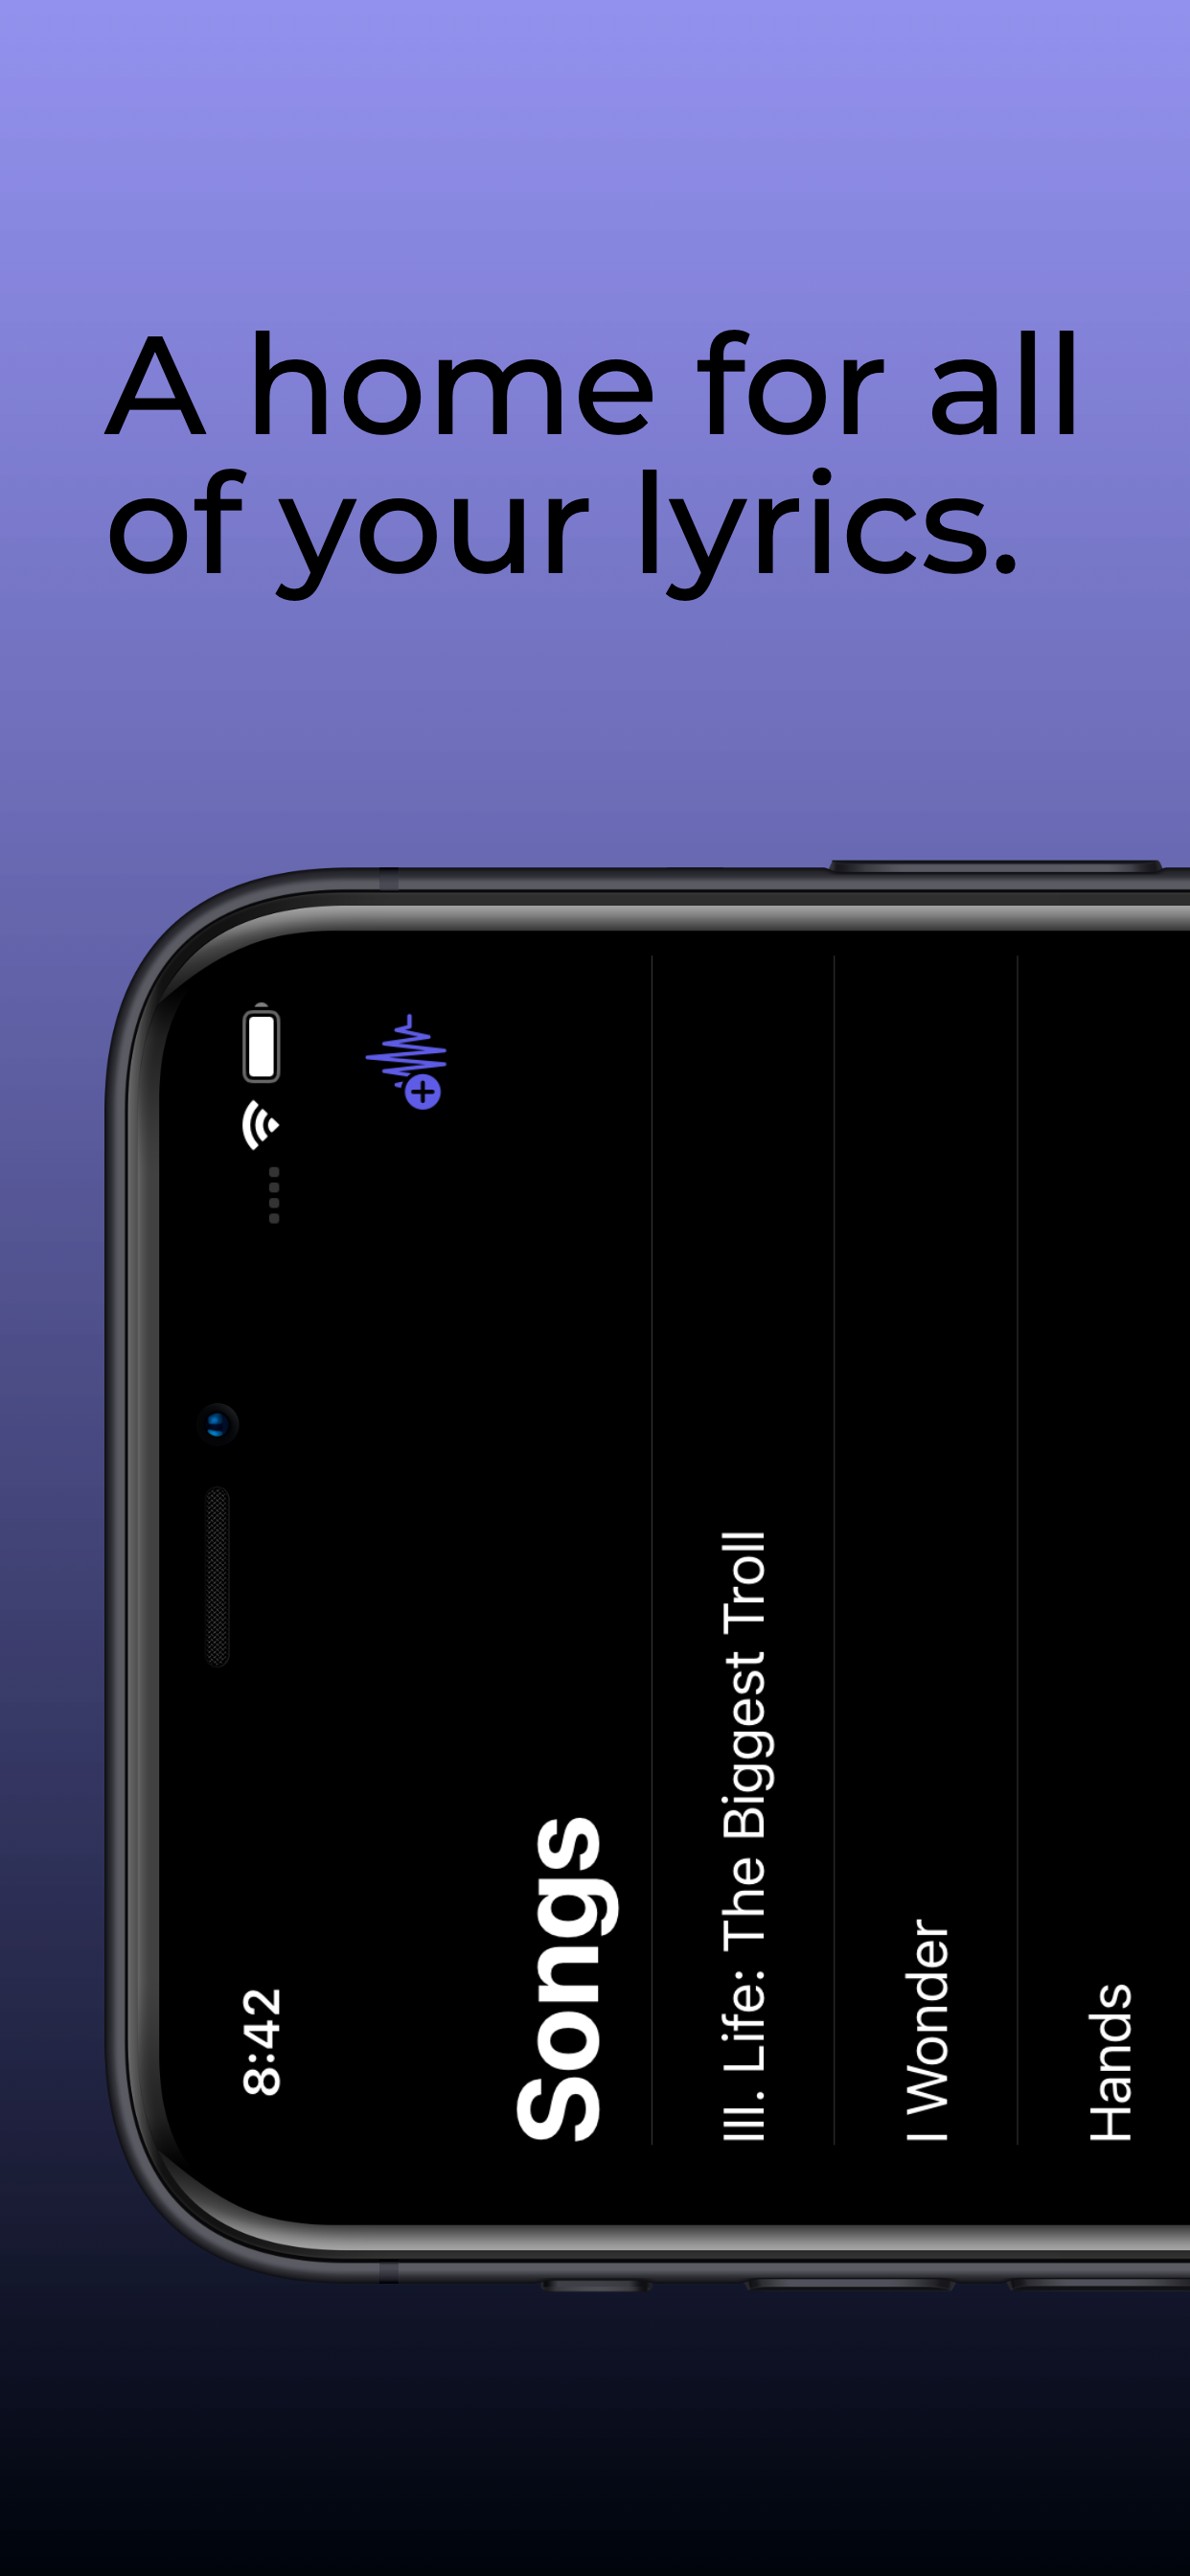 A home for all
of your lyrics.
8:42
Songs
III. Life: The Biggest Troll
I Wonder
Hands